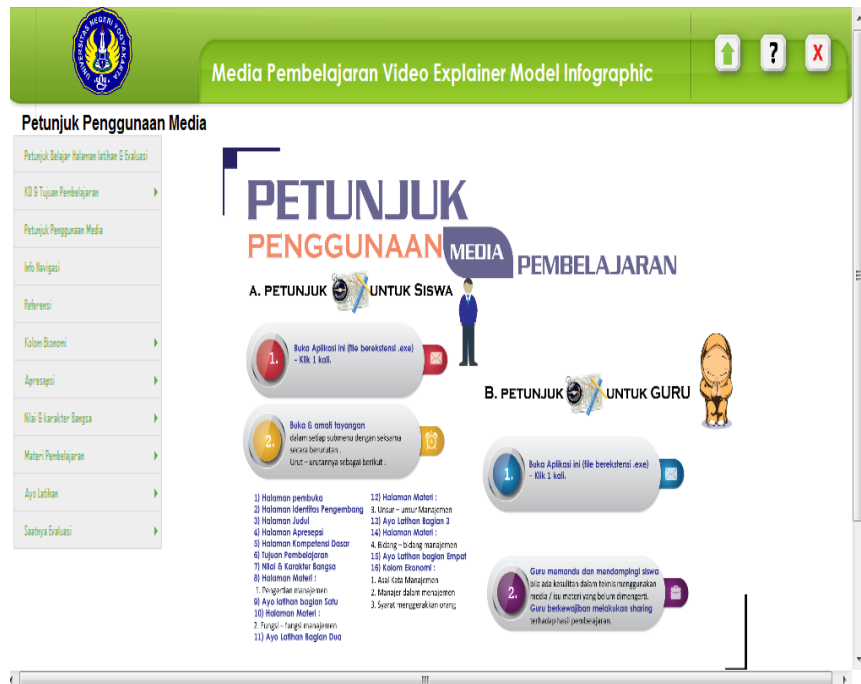 UNIVERSITAS NEGERI YOGYAKARTA
Media Pembelajaran Video Explainer Model Infographic
?
X
Petunjuk Penggunaan Media
Petunjuk Belajar Halaman latihan & Evaluasi
KD & Tujuan Pembelajaran
Petunjuk Penggunaan Media
Info Navigasi
Referensi
Kolom Ekonomi
Apresepsi
Nilai & karakter Bangsa
Materi Pembelajaran
Ayo Latihan
Saatnya Evaluasi
PETUNJUK
PENGGUNAAN MEDIA PEMBELAJARAN
A. PETUNJUK UNTUK SISWA
1.
Buka Aplikasi ini (file berekstensi .exe)
– Klik 1 kali.
2.
Buka & amati tayangan
dalam setiap submenu dengan seksama
secara berurutan .
Urut – urutannya sebagai berikut :
1) Halaman pembuka
2) Halaman Identitas Pengembang
3) Halaman Judul
4) Halaman Apresepsi
5) Halaman Kompetensi Dasar
6) Tujuan Pembelajaran
7) Nilai & Karakter Bangsa
8) Halaman Materi :
1. Pengertian manajemen
9) Ayo latihan bagian Satu
10) Halaman Materi :
2. Fungsi – fungsi manajemen
11) Ayo Latihan Bagian Dua
12) Halaman Materi :
3. Unsur – unsur Manajemen
13) Ayo Latihan Bagian 3
14) Halaman Materi :
4. Bidang – bidang manajemen
15) Ayo Latihan bagian Empat
16) Kolom Ekonomi :
1. Asal Kata Manajemen
2. Manajer dalam menajemen
3. Syarat menggerakkan orang
B. PETUNJUK UNTUK GURU
1.
Buka Aplikasi ini (file berekstensi .exe)
– Klik 1 kali.
2.
Guru memandu dan mendampingi siswa
bila ada kesulitan dalam teknis menggunakan
media / isu materi yang belum dimengerti.
Guru berkewajiban melakukan sharing
terhadap hasil pembelajaran.